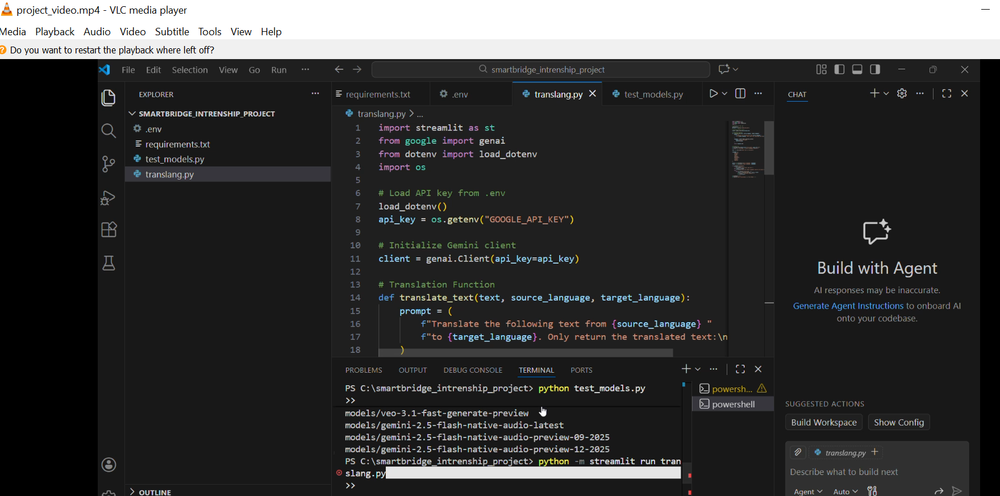 project_video.mp4 - VLC media player
Media Playback Audio Video Subtitle Tools View Help
Do you want to restart the playback where left off?
File Edit Selection View Go Run ...
smartbridge_intrenship_project
EXPLORER ...
SMARTBRIDGE_INTRENSHIP_PROJECT
.env
requirements.txt
test_models.py
translang.py
OUTLINE
requirements.txt .env translang.py test_models.py
translang.py > ...
1 import streamlit as st
2 from google import genai
3 from dotenv import load_dotenv
4 import os
5
6 # Load API key from .env
7 load_dotenv()
8 api_key = os.getenv("GOOGLE_API_KEY")
9
10 # Initialize Gemini client
11 client = genai.Client(api_key=api_key)
12
13 # Translation Function
14 def translate_text(text, source_language, target_language):
15 prompt = (
16 f"Translate the following text from {source_language} "
17 f"to {target_language}. Only return the translated text:\n
18 )
PROBLEMS OUTPUT DEBUG CONSOLE TERMINAL PORTS
PS C:\smartbridge_intrenship_project> python test_models.py
>>
models/veo-3.1-fast-generate-preview
models/gemini-2.5-flash-native-audio-latest
models/gemini-2.5-flash-native-audio-preview-09-2025
models/gemini-2.5-flash-native-audio-preview-12-2025
PS C:\smartbridge_intrenship_project> python -m streamlit run tran
slang.py
>>
powersh...
powershell
CHAT
Build with Agent
AI responses may be inaccurate.
Generate Agent Instructions to onboard AI
onto your codebase.
SUGGESTED ACTIONS
Build Workspace Show Config
translang.py
Describe what to build next
Agent Auto